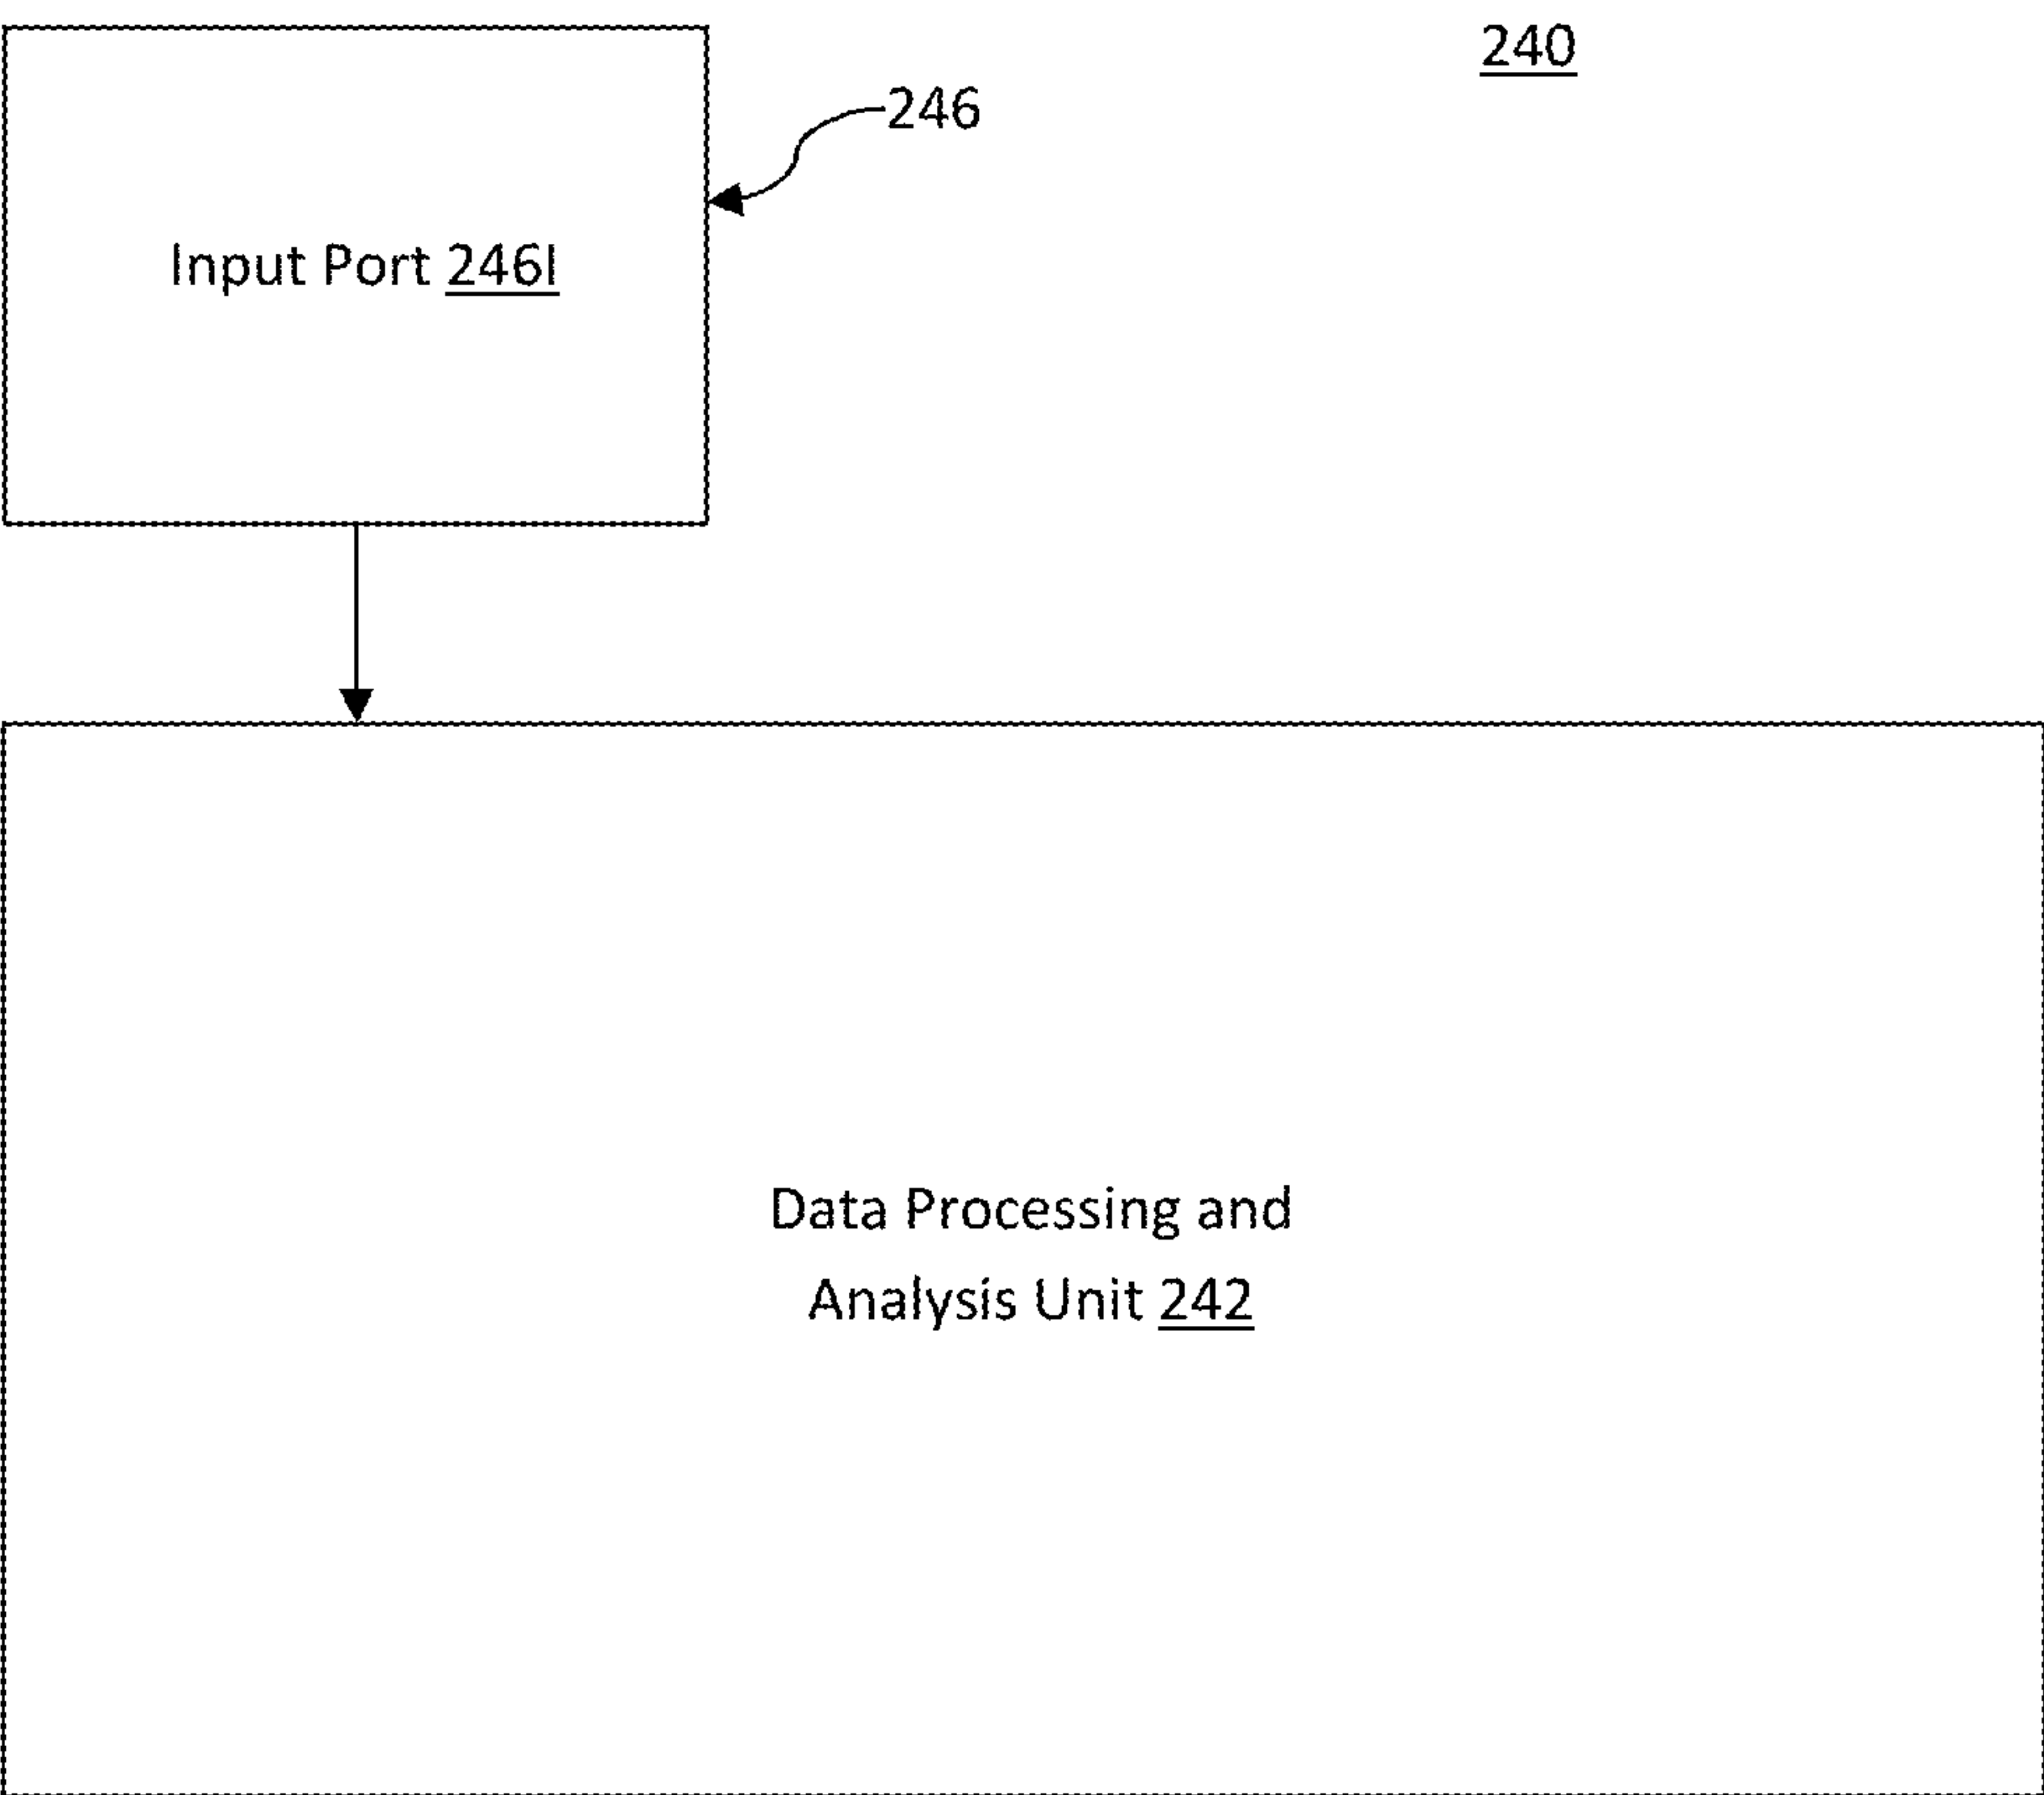 240
246
Input Port 246I
Data Processing and
Analysis Unit 242